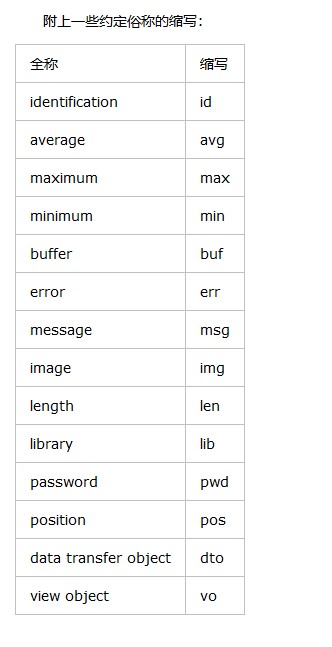 附上一些约定俗称的缩写：
全称 缩写
identification id
average avg
maximum max
minimum min
buffer buf
error err
message msg
image img
length len
library lib
password pwd
position pos
data transfer object dto
view object vo